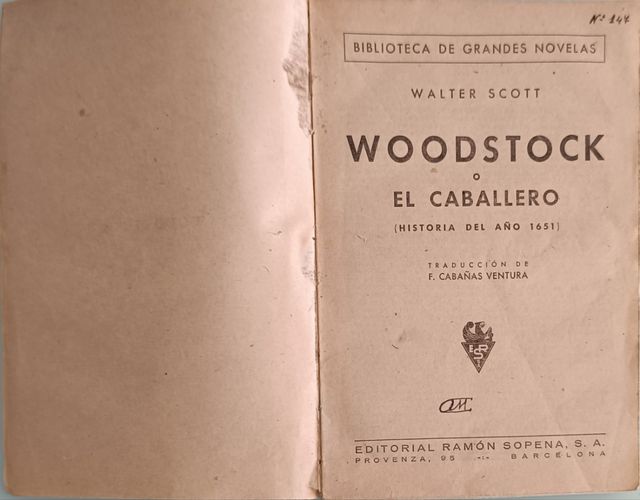 Nº 144
BIBLIOTECA DE GRANDES NOVELAS
WALTER SCOTT
WOODSTOCK
o
EL CABALLERO
(HISTORIA DEL AÑO 1651)
TRADUCCIÓN DE
F. CABAÑAS VENTURA
EDITORIAL RAMÓN SOPENA, S. A.
PROVENZA, 95 -:- BARCELONA